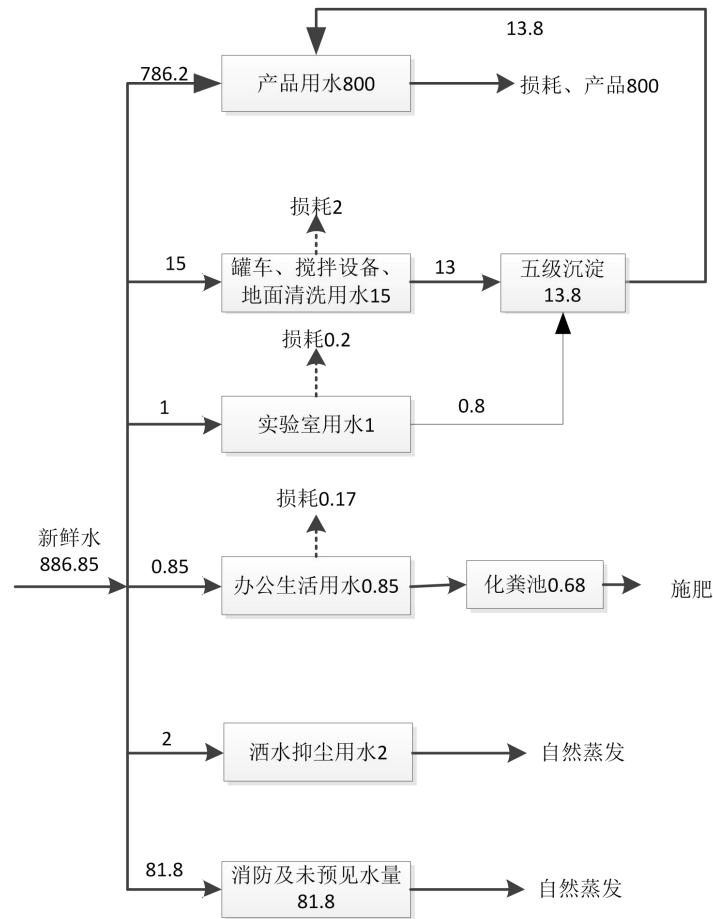 13.8
786.2
产品用水800
损耗、产品800
损耗2
15
罐车、搅拌设备、
地面清洗用水15
13
五级沉淀
13.8
损耗0.2
1
实验室用水1
0.8
损耗0.17
新鲜水
886.85
0.85
办公生活用水0.85
化粪池0.68
施肥
2
洒水抑尘用水2
自然蒸发
81.8
消防及未预见水量
81.8
自然蒸发